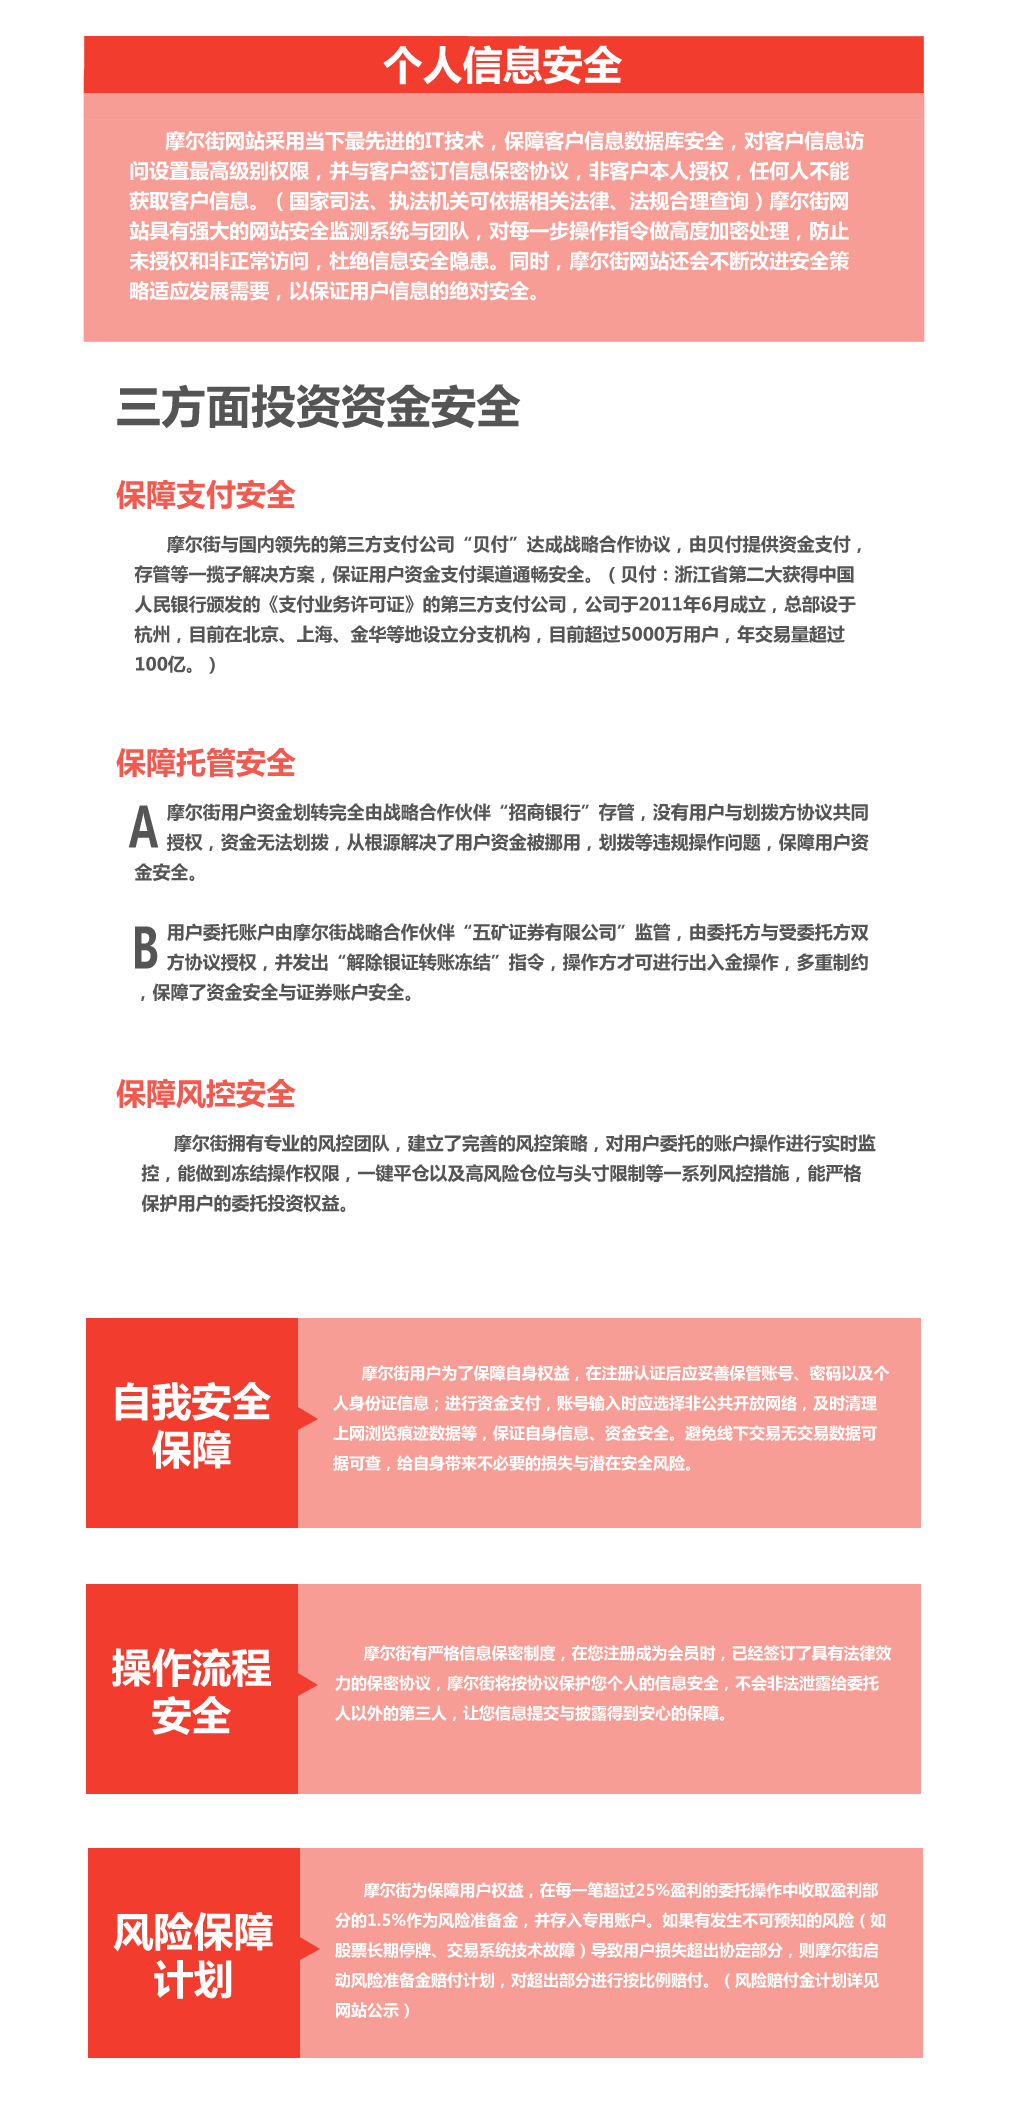 个人信息安全
摩尔街网站采用当下最先进的IT技术，保障客户信息数据库安全，对客户信息访
问设置最高级别权限，并与客户签订信息保密协议，非客户本人授权，任何人不能
获取客户信息。（国家司法、执法机关可依据相关法律、法规合理查询）摩尔街网
站具有强大的网站安全监测系统与团队，对每一步操作指令做高度加密处理，防止
未授权和非正常访问，杜绝信息安全隐患。同时，摩尔街网站还会不断改进安全策
略适应发展需要，以保证用户信息的绝对安全。
三方面投资资金安全
保障支付安全
摩尔街与国内领先的第三方支付公司“贝付”达成战略合作协议，由贝付提供资金支付，
存管等一揽子解决方案，保证用户资金支付渠道通畅安全。（贝付：浙江省第二大获得中国
人民银行颁发的《支付业务许可证》的第三方支付公司，公司于2011年6月成立，总部设于
杭州，目前在北京、上海、金华等地设立分支机构，目前超过5000万用户，年交易量超过
100亿。）
保障托管安全
A 摩尔街用户资金划转完全由战略合作伙伴“招商银行”存管，没有用户与划拨方协议共同
授权，资金无法划拨，从根源解决了用户资金被挪用，划拨等违规操作问题，保障用户资
金安全。
B 用户委托账户由摩尔街战略合作伙伴“五矿证券有限公司”监管，由委托方与受委托方双
方协议授权，并发出“解除银证转账冻结”指令，操作方才可进行出入金操作，多重制约
，保障了资金安全与证券账户安全。
保障风控安全
摩尔街拥有专业的风控团队，建立了完善的风控策略，对用户委托的账户操作进行实时监
控，能做到冻结操作权限，一键平仓以及高风险仓位与头寸限制等一系列风控措施，能严格
保护用户的委托投资权益。
自我安全
保障
摩尔街用户为了保障自身权益，在注册认证后应妥善保管账号、密码以及个
人身份证信息；进行资金支付，账号输入时应选择非公共开放网络，及时清理
上网浏览痕迹数据等，保证自身信息、资金安全。避免线下交易无交易数据可
据可查，给自身带来不必要的损失与潜在安全风险。
操作流程
安全
摩尔街有严格信息保密制度，在您注册成为会员时，已经签订了具有法律效
力的保密协议，摩尔街将按协议保护您个人的信息安全，不会非法泄露给委托
人以外的第三人，让您信息提交与披露得到安心的保障。
风险保障
计划
摩尔街为保障用户权益，在每一笔超过25%盈利的委托操作中收取盈利部
分的1.5%作为风险准备金，并存入专用账户。如果有发生不可预知的风险（如
股票长期停牌、交易系统技术故障）导致用户损失超出协定部分，则摩尔街启
动风险准备金赔付计划，对超出部分进行按比例赔付。（风险赔付金计划详见
网站公示）